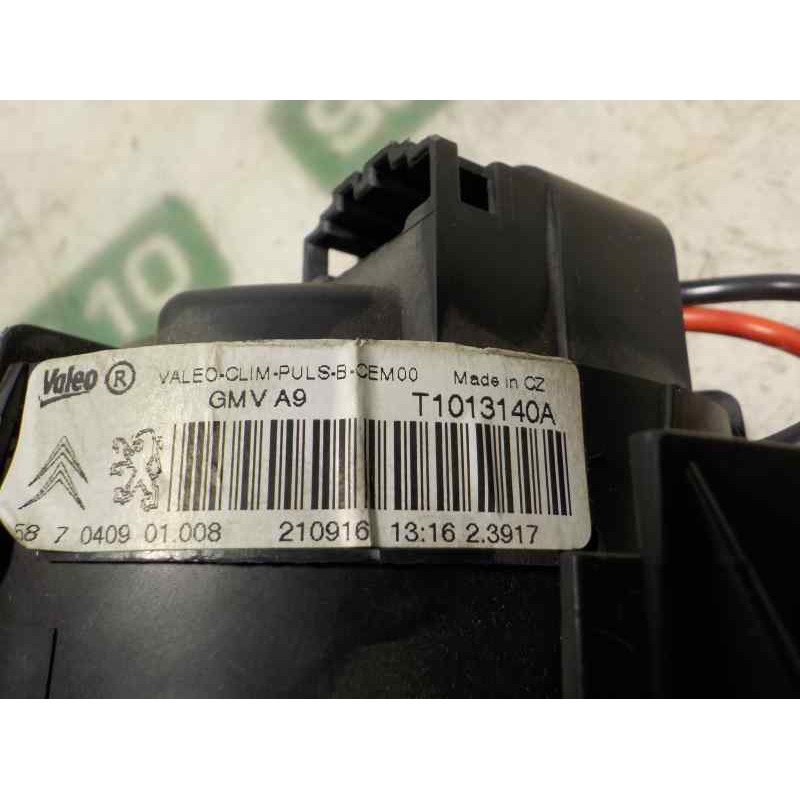 10
Valeo ® VALEO-CLIM-PULS-B-CEM00 Made in CZ
GMV A9 T1013140A
58 7 0409 01.008 210916 13:16 2.3917